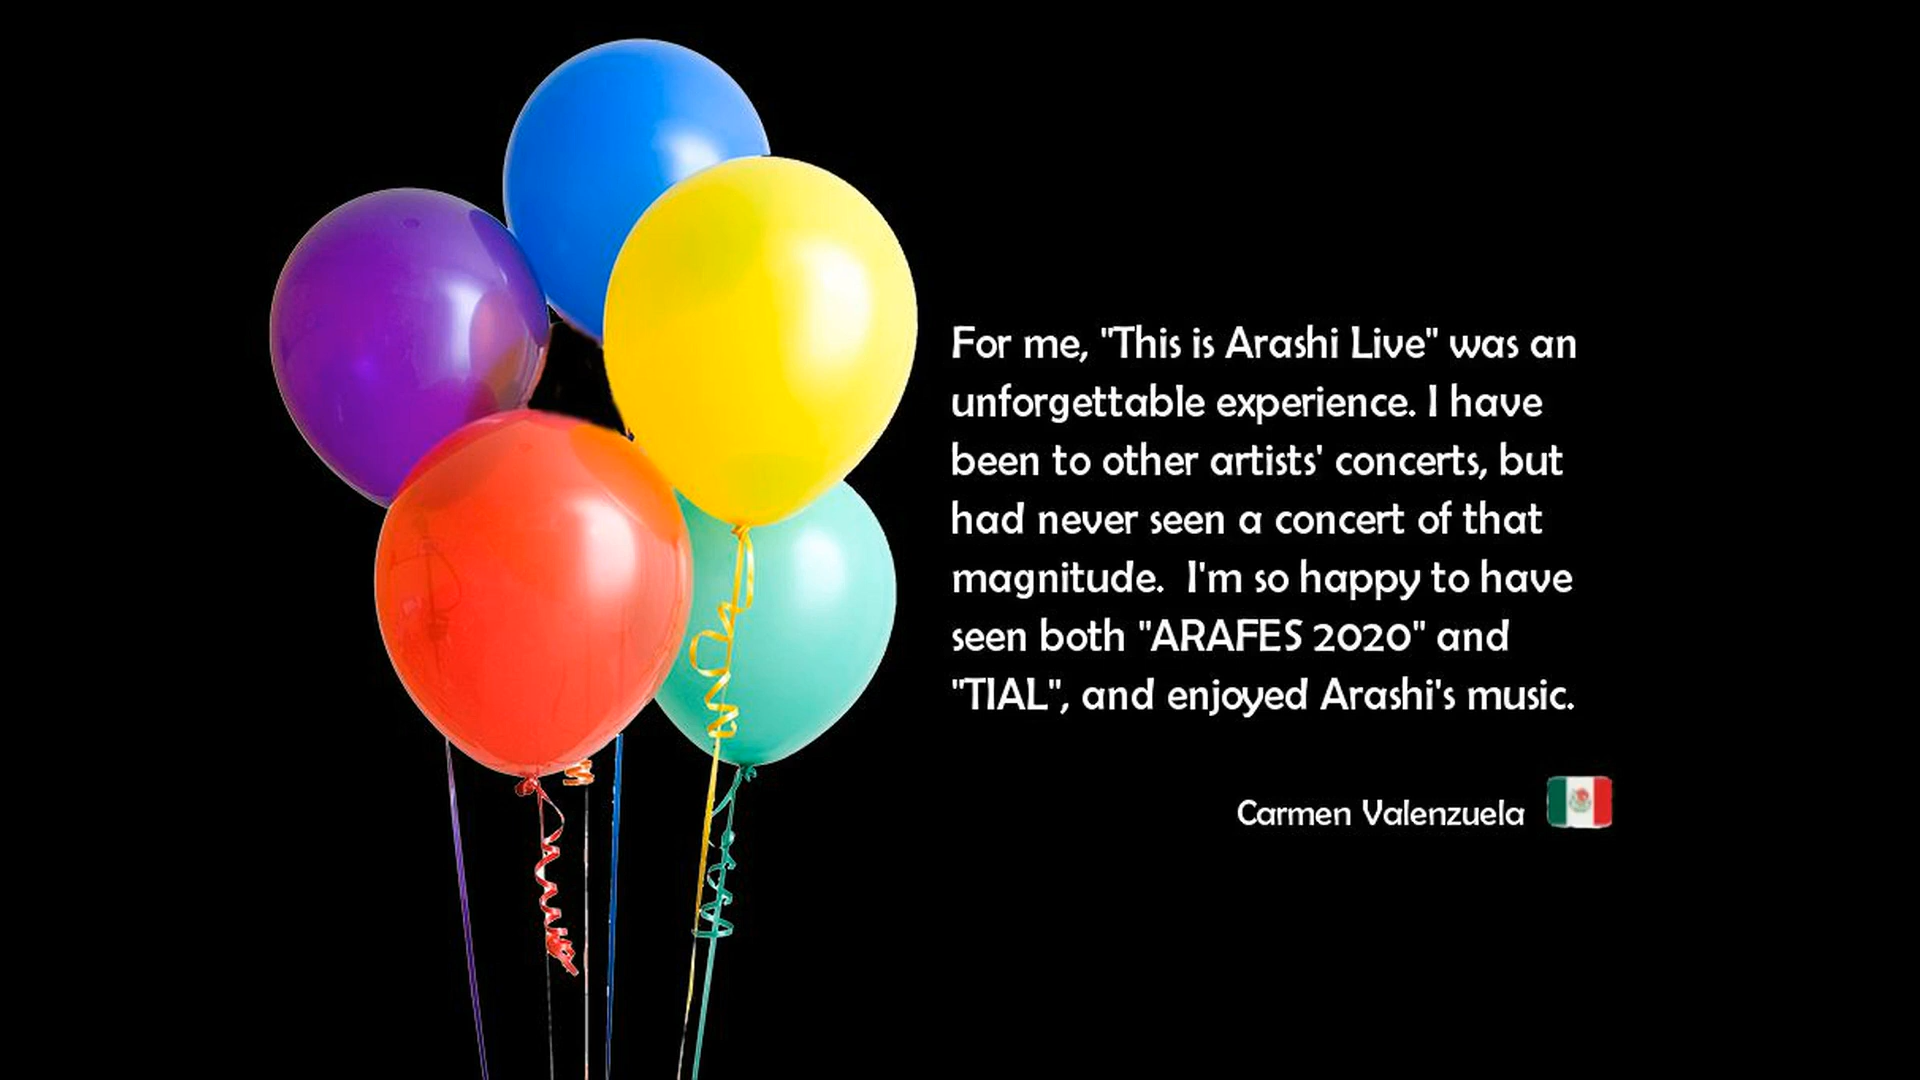 For me, "This is Arashi Live" was an
unforgettable experience. I have
been to other artists' concerts, but
had never seen a concert of that
magnitude.  I'm so happy to have
seen both "ARAFES 2020" and
"TIAL", and enjoyed Arashi's music.
Carmen Valenzuela